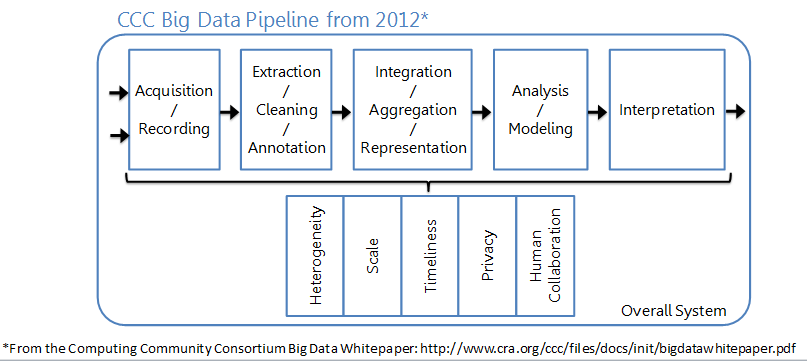 CCC Big Data Pipeline from 2012*
Acquisition
/
Recording
Extraction
/
Cleaning
/
Annotation
Integration
/
Aggregation
/
Representation
Analysis
/
Modeling
Interpretation
Heterogeneity
Scale
Timeliness
Privacy
Human
Collaboration
Overall System
*From the Computing Community Consortium Big Data Whitepaper: http://www.cra.org/ccc/files/docs/init/bigdatawhitepaper.pdf